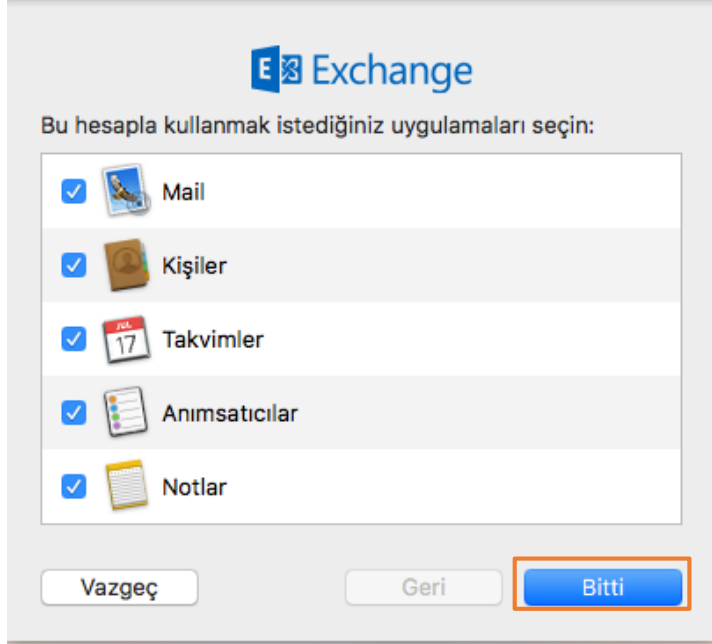 E Exchange
Bu hesapla kullanmak istediğiniz uygulamaları seçin:
Mail
Kişiler
JUL
17
Takvimler
Anımsatıcılar
Notlar
Vazgeç
Geri
Bitti